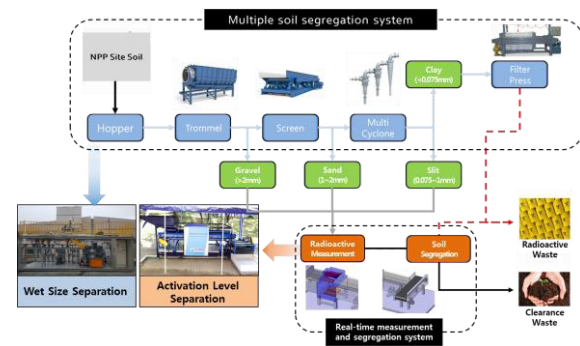 Multiple soil segregation system
NPP Site Soil
Clay
(<0.075mm)
Filter
Press
Hopper
Trommel
Screen
Multi
Cyclone
Gravel
(>2mm)
Sand
(1~2mm)
Slit
(0.075~1mm)
Radioactive
Measurement
Soil
Segregation
Radioactive
Waste
Wet Size Separation
Activation Level
Separation
Clearance
Waste
Real-time measurement
and segregation system